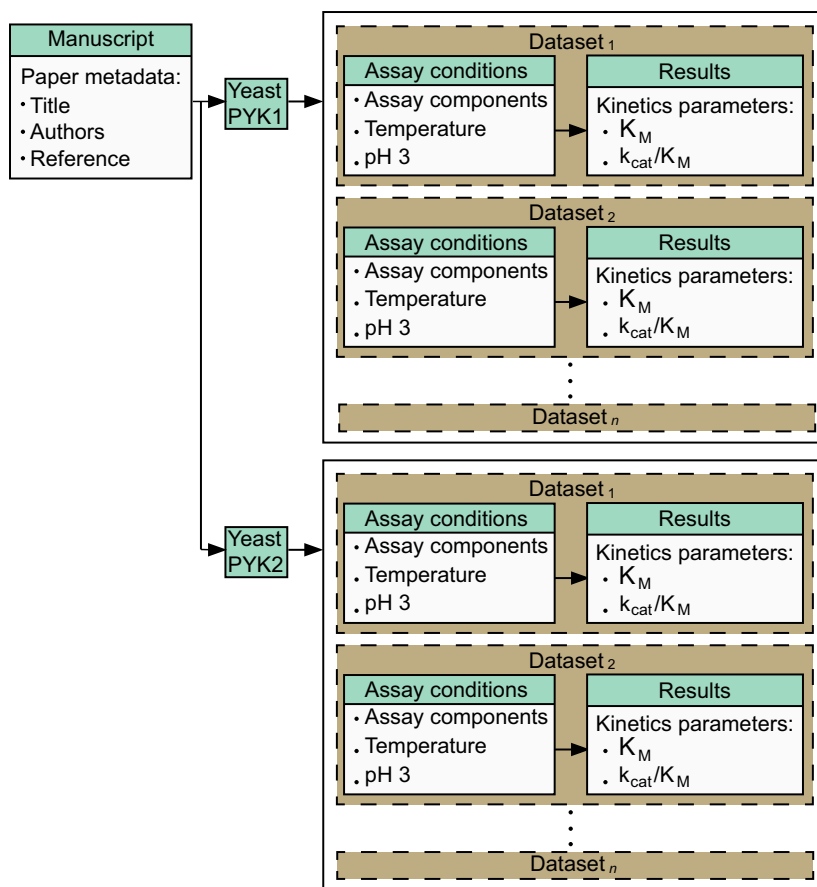 Manuscript
Paper metadata:
• Title
• Authors
• Reference
Yeast
PYK1
Dataset 1
Assay conditions
• Assay components
• Temperature
• pH 3
Results
Kinetics parameters:
• KM
• kcat/KM
Dataset 2
Assay conditions
• Assay components
• Temperature
• pH 3
Results
Kinetics parameters:
• KM
• kcat/KM
Dataset n
Yeast
PYK2
Dataset 1
Assay conditions
• Assay components
• Temperature
• pH 3
Results
Kinetics parameters:
• KM
• kcat/KM
Dataset 2
Assay conditions
• Assay components
• Temperature
• pH 3
Results
Kinetics parameters:
• KM
• kcat/KM
Dataset n